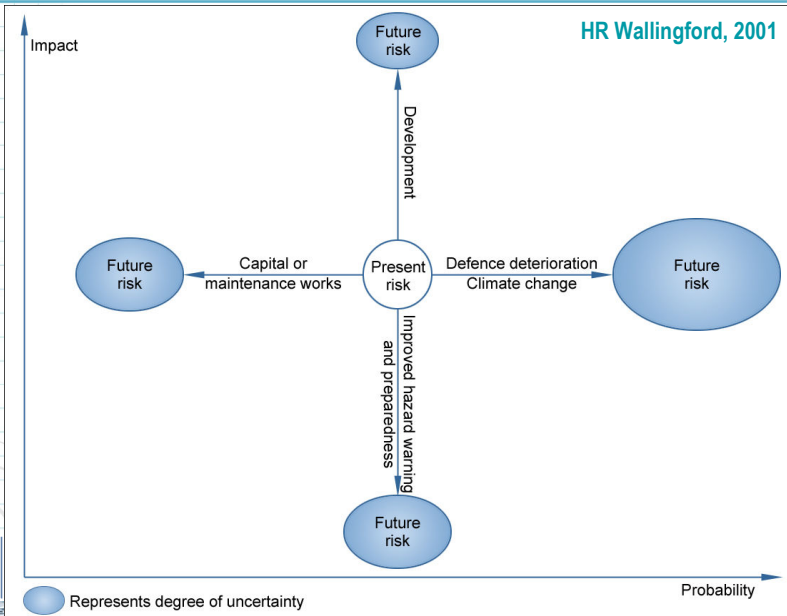 HR Wallingford, 2001
Impact
Future
risk
Development
Future
risk
Capital or
maintenance works
Present
risk
Defence deterioration
Climate change
Future
risk
Improved hazard warning
and preparedness
Future
risk
Probability
Represents degree of uncertainty